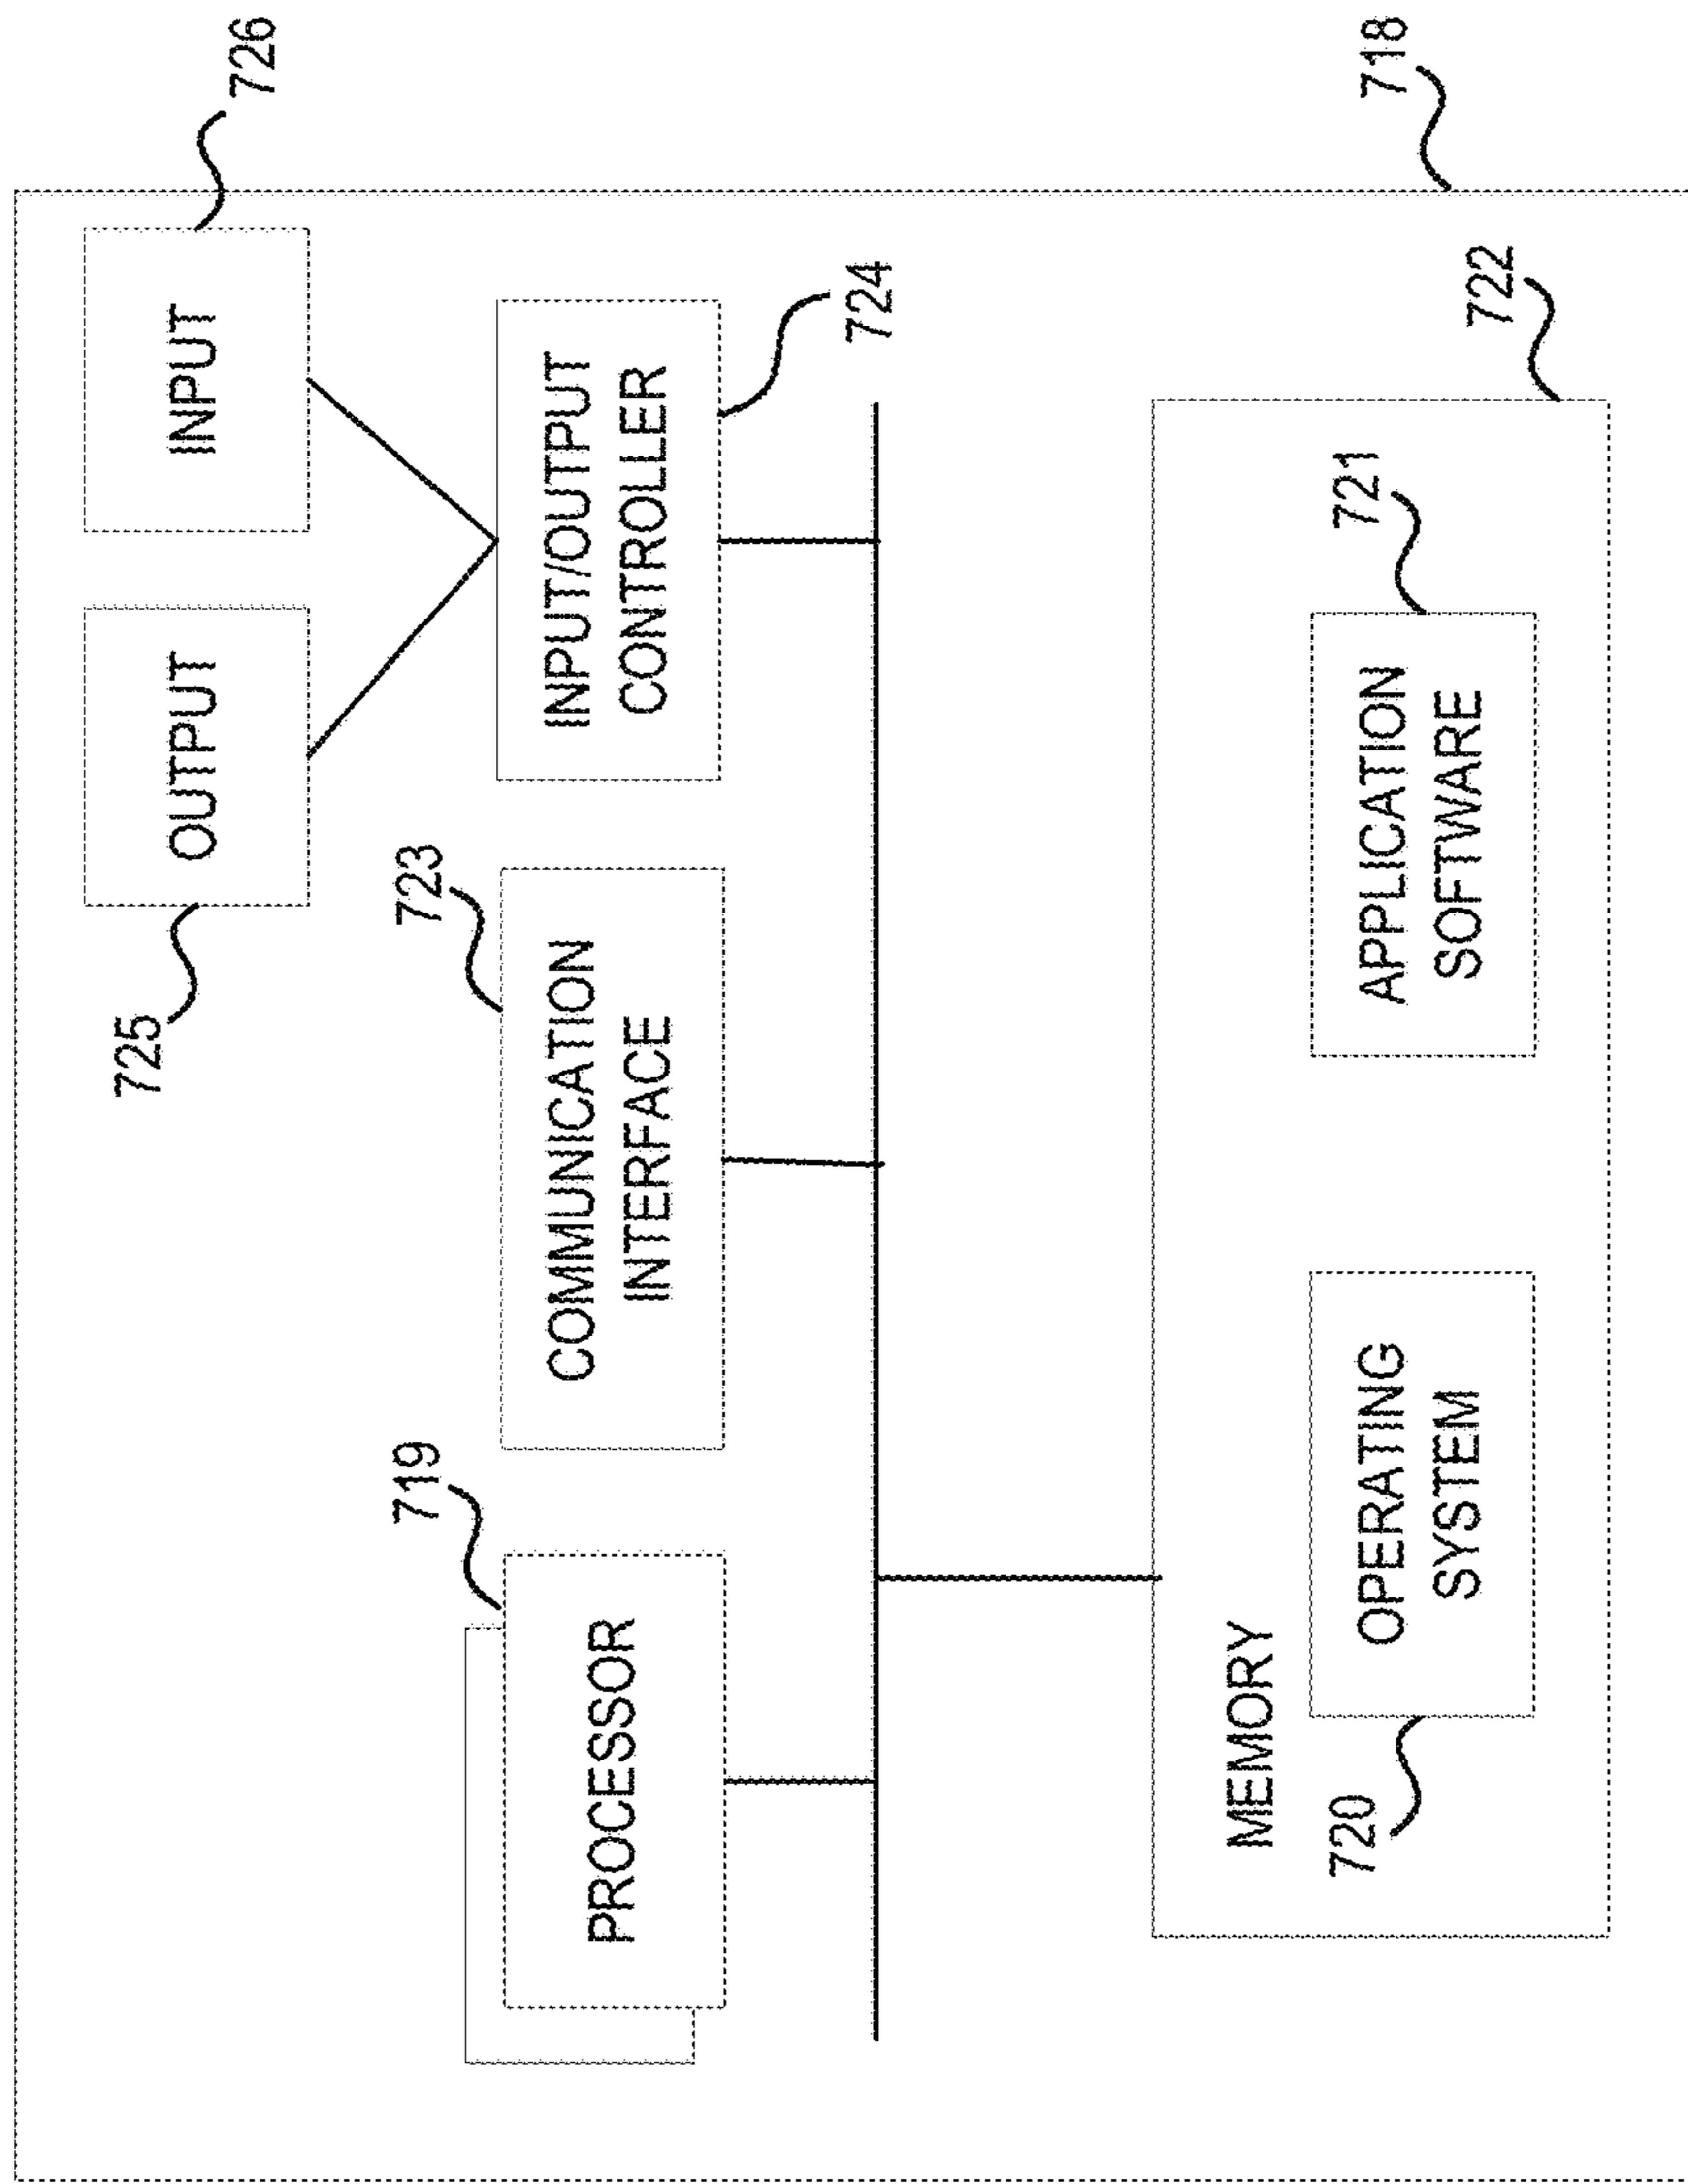 725
OUTPUT
INPUT
726
719
723
PROCESSOR
COMMUNICATION
INTERFACE
INPUT/OUTPUT
CONTROLLER
724
MEMORY
720
OPERATING
SYSTEM
721
APPLICATION
SOFTWARE
722
718